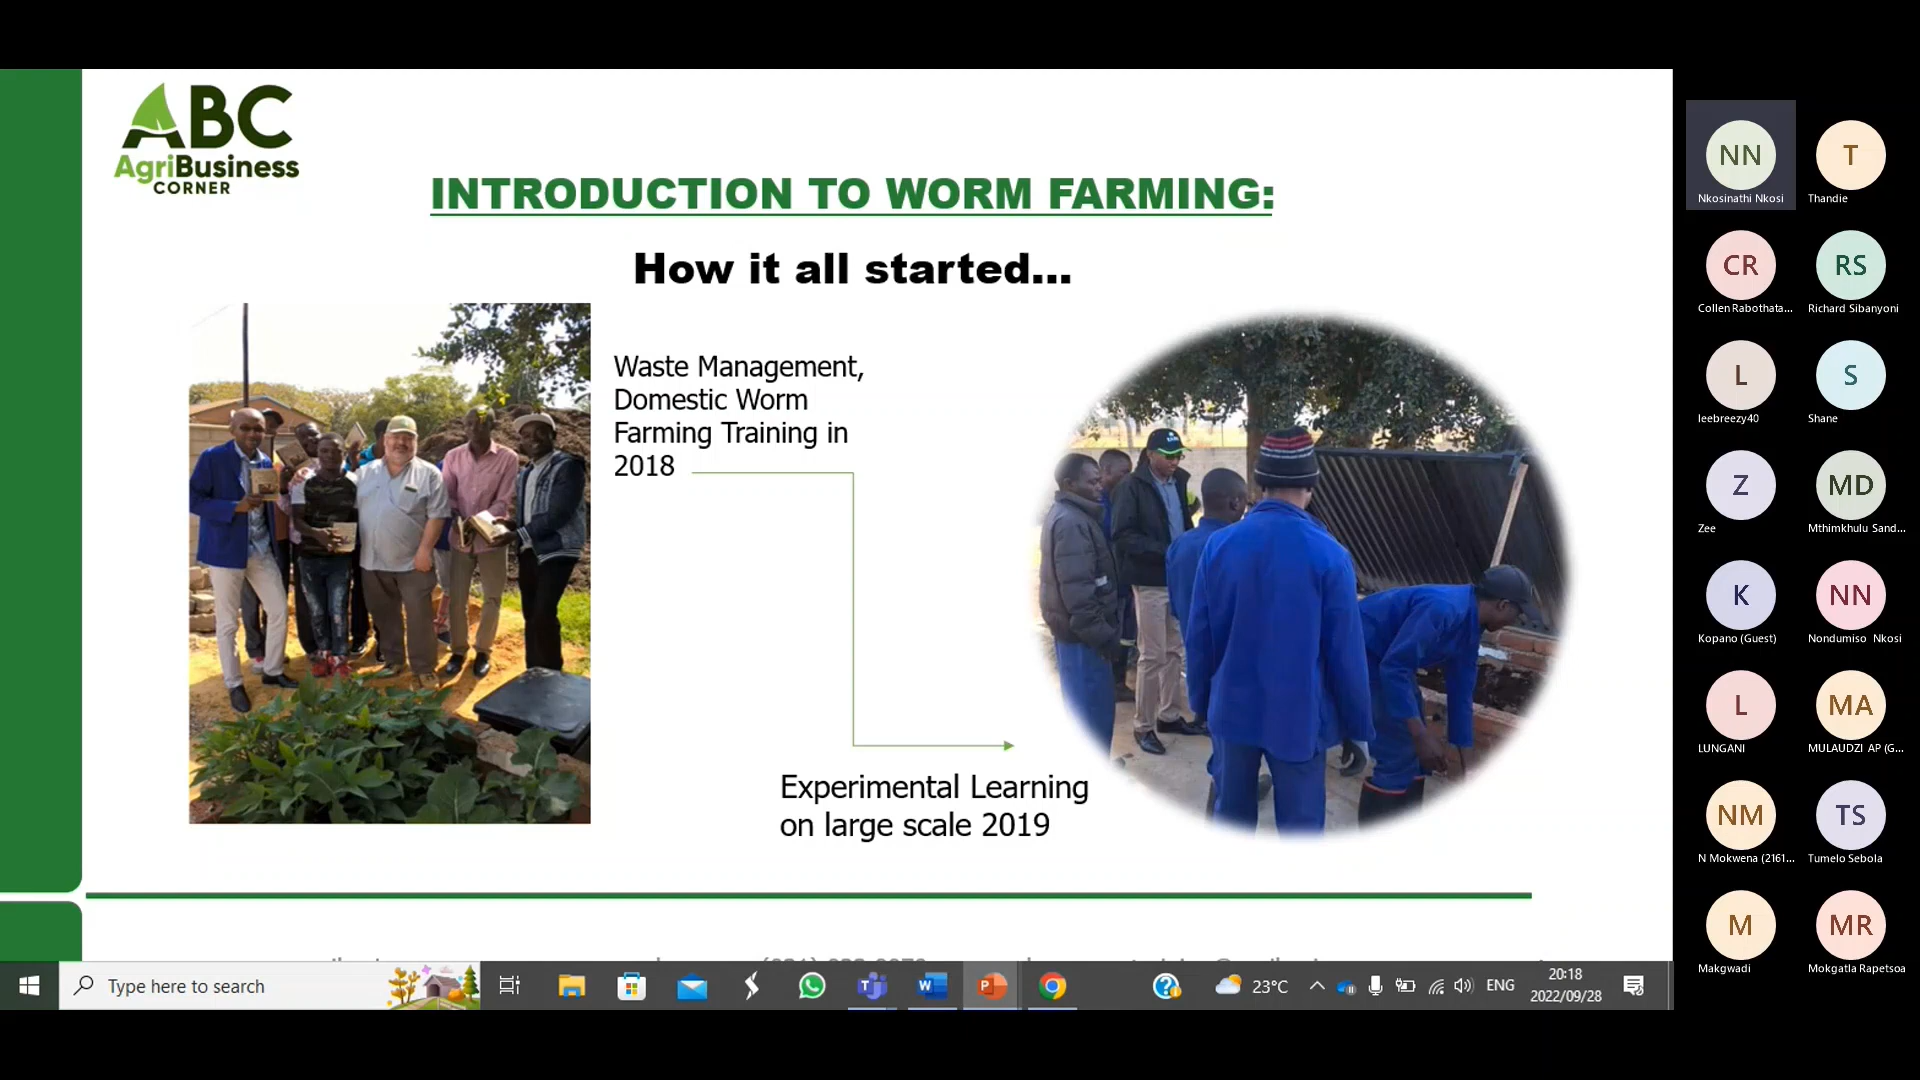 ABC
AgriBusiness
CORNER
INTRODUCTION TO WORM FARMING:
How it all started...
Waste Management,
Domestic Worm
Farming Training in
2018
Experimental Learning
on large scale 2019
NN
Nkosinathi Nkosi
T
Thandie
CR
Collen Rabothata...
RS
Richard Sibanyoni
L
leebreezy40
S
Shane
Z
Zee
MD
Mthimkhulu Sand...
K
Kopano (Guest)
NN
Nondumiso Nkosi
L
LUNGANI
MA
MULAUDZI AP (G...
NM
N Mokwena (2161...
TS
Tumelo Sebola
M
Makgwadi
MR
Mokgatla Rapetsoa
Type here to search
23°C
ENG
20:18
2022/09/28